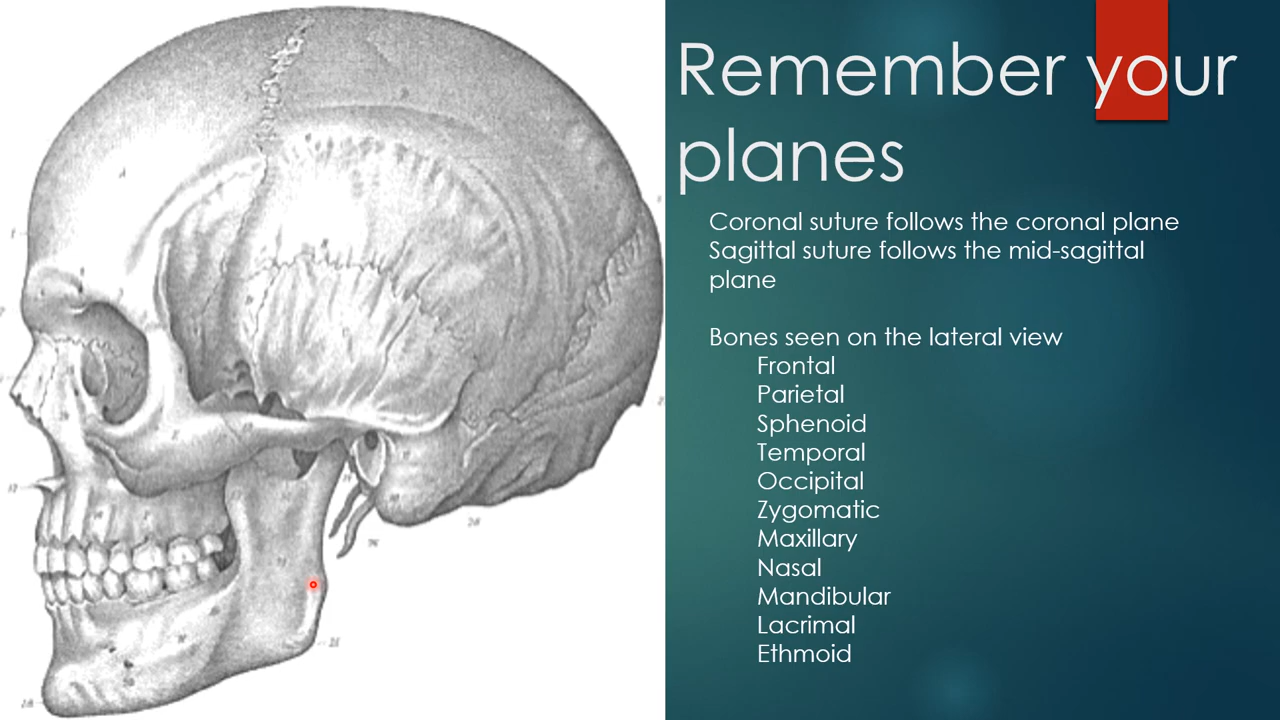 Remember your
planes
Coronal suture follows the coronal plane
Sagittal suture follows the mid-sagittal
plane
Bones seen on the lateral view
Frontal
Parietal
Sphenoid
Temporal
Occipital
Zygomatic
Maxillary
Nasal
Mandibular
Lacrimal
Ethmoid